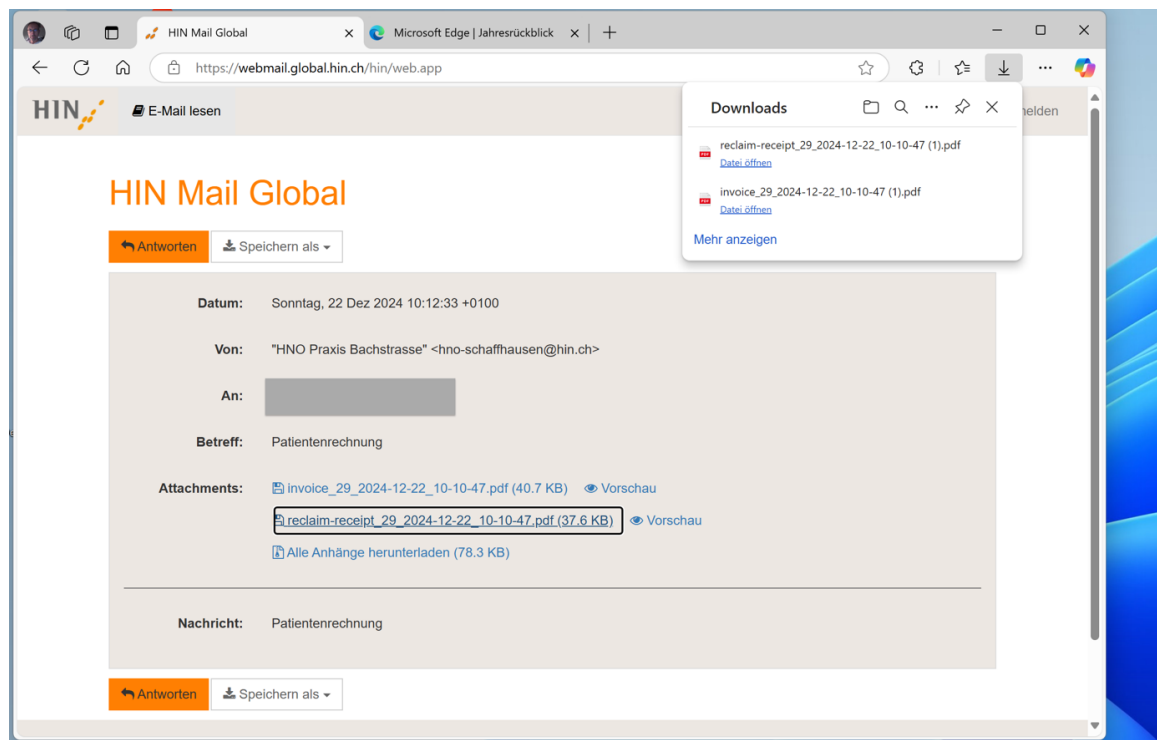 HIN Mail Global
Microsoft Edge | Jahresrückblick
https://webmail.global.hin.ch/hin/web.app
HIN
E-Mail lesen
elden
Downloads
reclaim-receipt_29_2024-12-22_10-10-47 (1).pdf
Datei öffnen
invoice_29_2024-12-22_10-10-47 (1).pdf
Datei öffnen
Mehr anzeigen
HIN Mail Global
Antworten Speichern als
Datum: Sonntag, 22 Dez 2024 10:12:33 +0100
Von: "HNO Praxis Bachstrasse" <hno-schaffhausen@hin.ch>
An:
Betreff: Patientenrechnung
Attachments: invoice_29_2024-12-22_10-10-47.pdf (40.7 KB) Vorschau
reclaim-receipt_29_2024-12-22_10-10-47.pdf (37.6 KB) Vorschau
Alle Anhänge herunterladen (78.3 KB)
Nachricht: Patientenrechnung
Antworten Speichern als